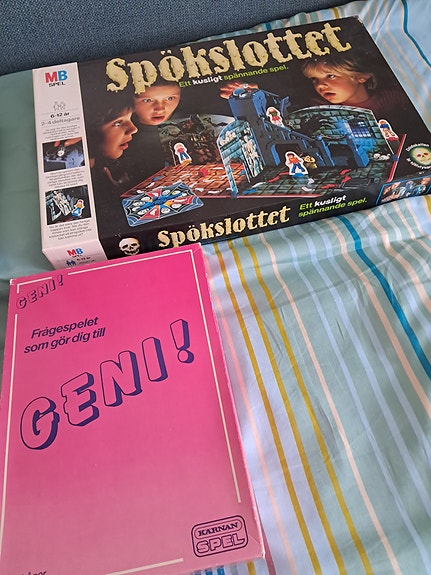 MB
SPEL
Spökslottet
Ett kusligt spännande spel.
6-12 år
2-4 deltagare
MB
SPEL
Spökslottet
Ett kusligt
spännande spel.
GENI!
Frågespelet
som gör dig till
GENI!
KARNAN
SPEL